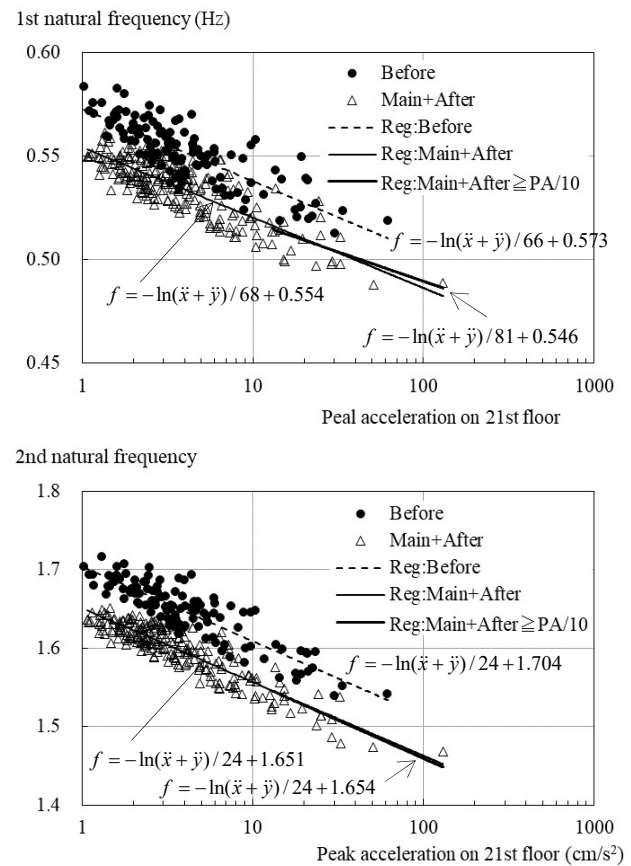 1st natural frequency (Hz)
0.60
Before
Main+After
Reg:Before
0.55
Reg:Main+After
Reg:Main+After≧PA/10
f = −ln(ẍ + ÿ) / 66 + 0.573
0.50
f = −ln(ẍ + ÿ) / 68 + 0.554
f = −ln(ẍ + ÿ) / 81 + 0.546
0.45
1 10 100 1000
Peal acceleration on 21st floor
2nd natural frequency
1.8
Before
Main+After
1.7
Reg:Before
Reg:Main+After
Reg:Main+After≧PA/10
1.6
f = −ln(ẍ + ÿ) / 24 + 1.704
1.5
f = −ln(ẍ + ÿ) / 24 + 1.651
f = −ln(ẍ + ÿ) / 24 + 1.654
1.4
1 10 100 1000
Peak acceleration on 21st floor (cm/s²)